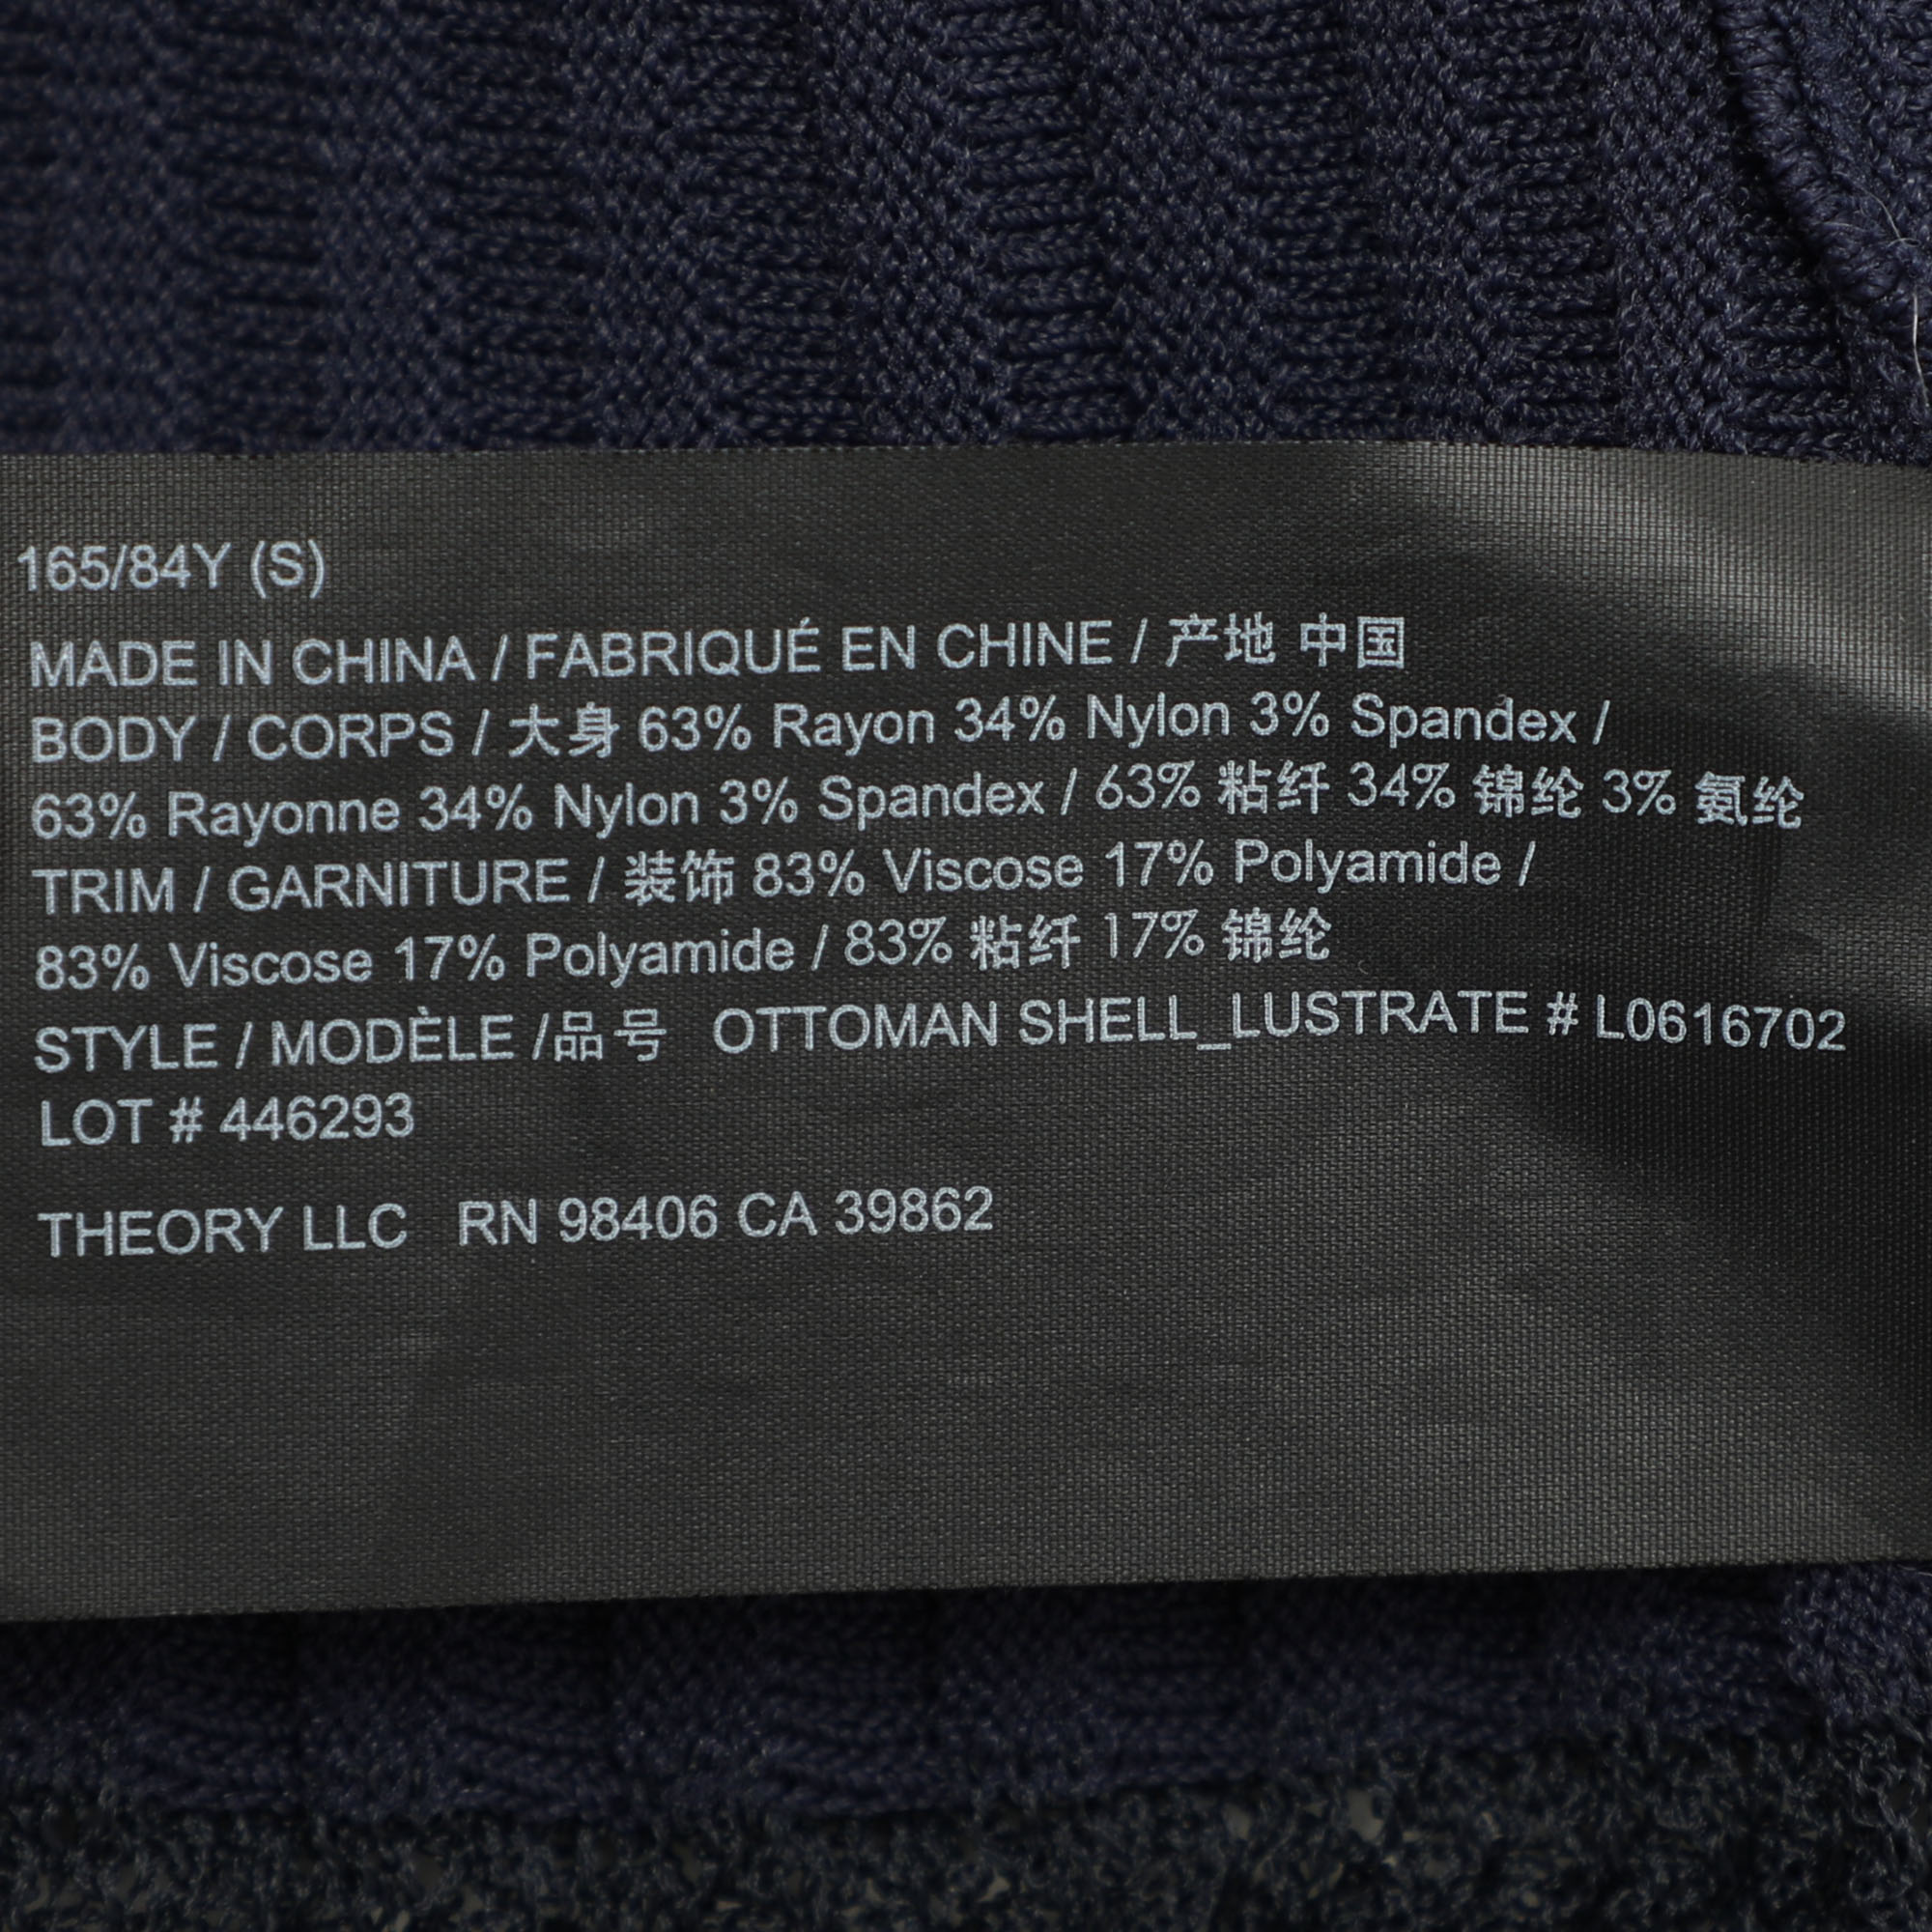 165/84Y (S)
MADE IN CHINA / FABRIQUÉ EN CHINE / 产地 中国
BODY / CORPS / 大身 63% Rayon 34% Nylon 3% Spandex /
63% Rayonne 34% Nylon 3% Spandex / 63% 粘纤 34% 锦纶 3% 氨纶
TRIM / GARNITURE / 装饰 83% Viscose 17% Polyamide /
83% Viscose 17% Polyamide / 83% 粘纤 17% 锦纶
STYLE / MODÈLE /品号 OTTOMAN SHELL_LUSTRATE # L0616702
LOT # 446293
THEORY LLC RN 98406 CA 39862